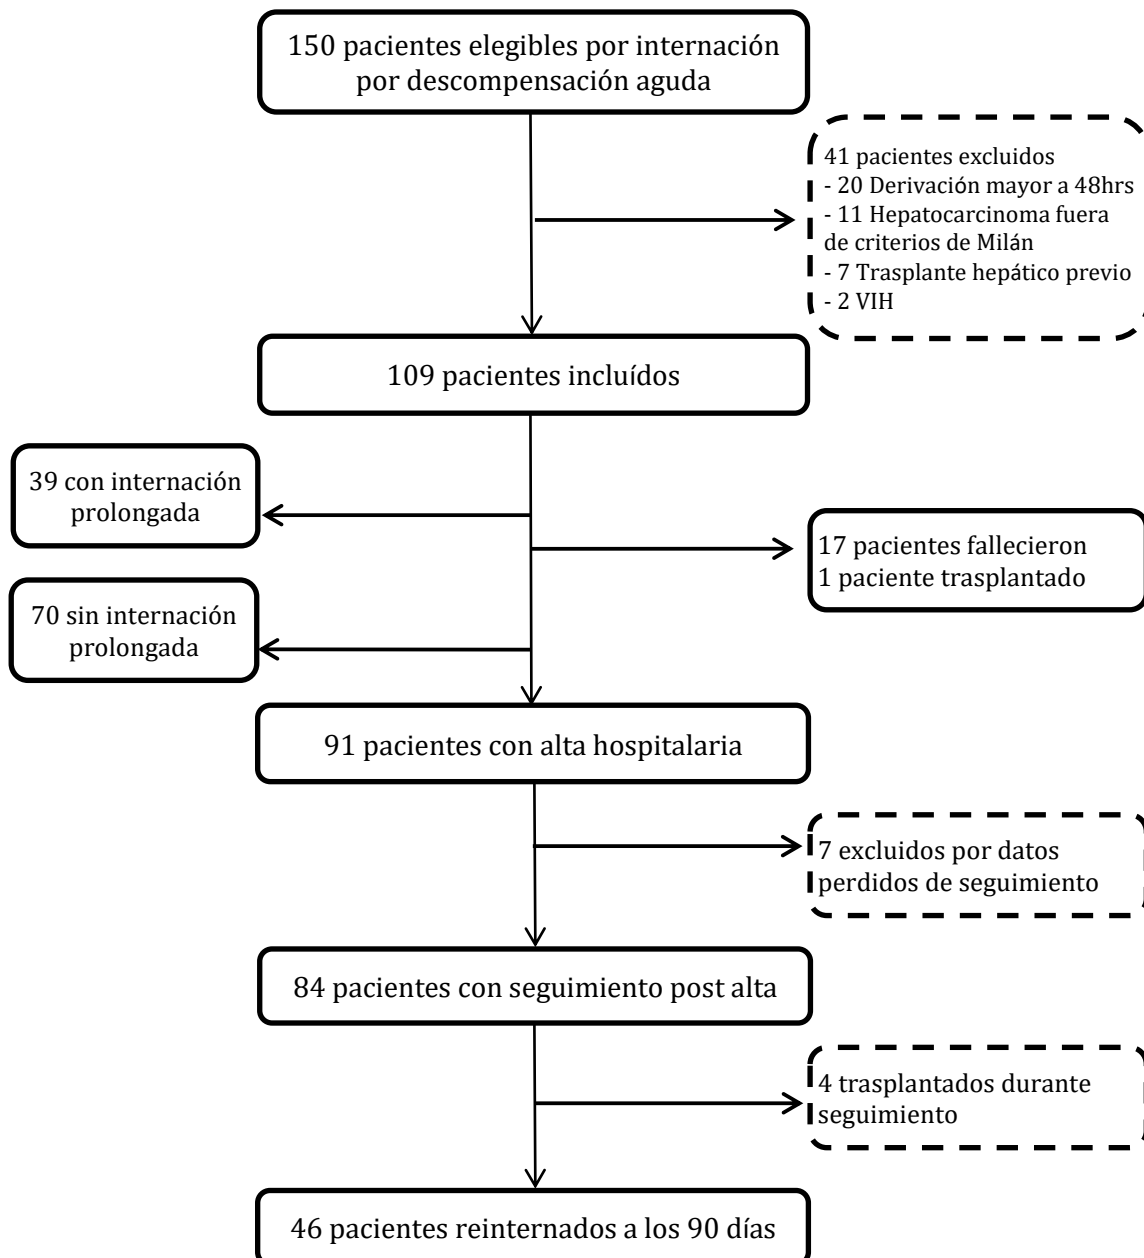 150 pacientes elegibles por internación
por descompensación aguda
41 pacientes excluidos
- 20 Derivación mayor a 48hrs
- 11 Hepatocarcinoma fuera
de criterios de Milán
- 7 Trasplante hepático previo
- 2 VIH
109 pacientes incluídos
39 con internación
prolongada
17 pacientes fallecieron
1 paciente trasplantado
70 sin internación
prolongada
91 pacientes con alta hospitalaria
7 excluidos por datos
perdidos de seguimiento
84 pacientes con seguimiento post alta
4 trasplantados durante
seguimiento
46 pacientes reinternados a los 90 días